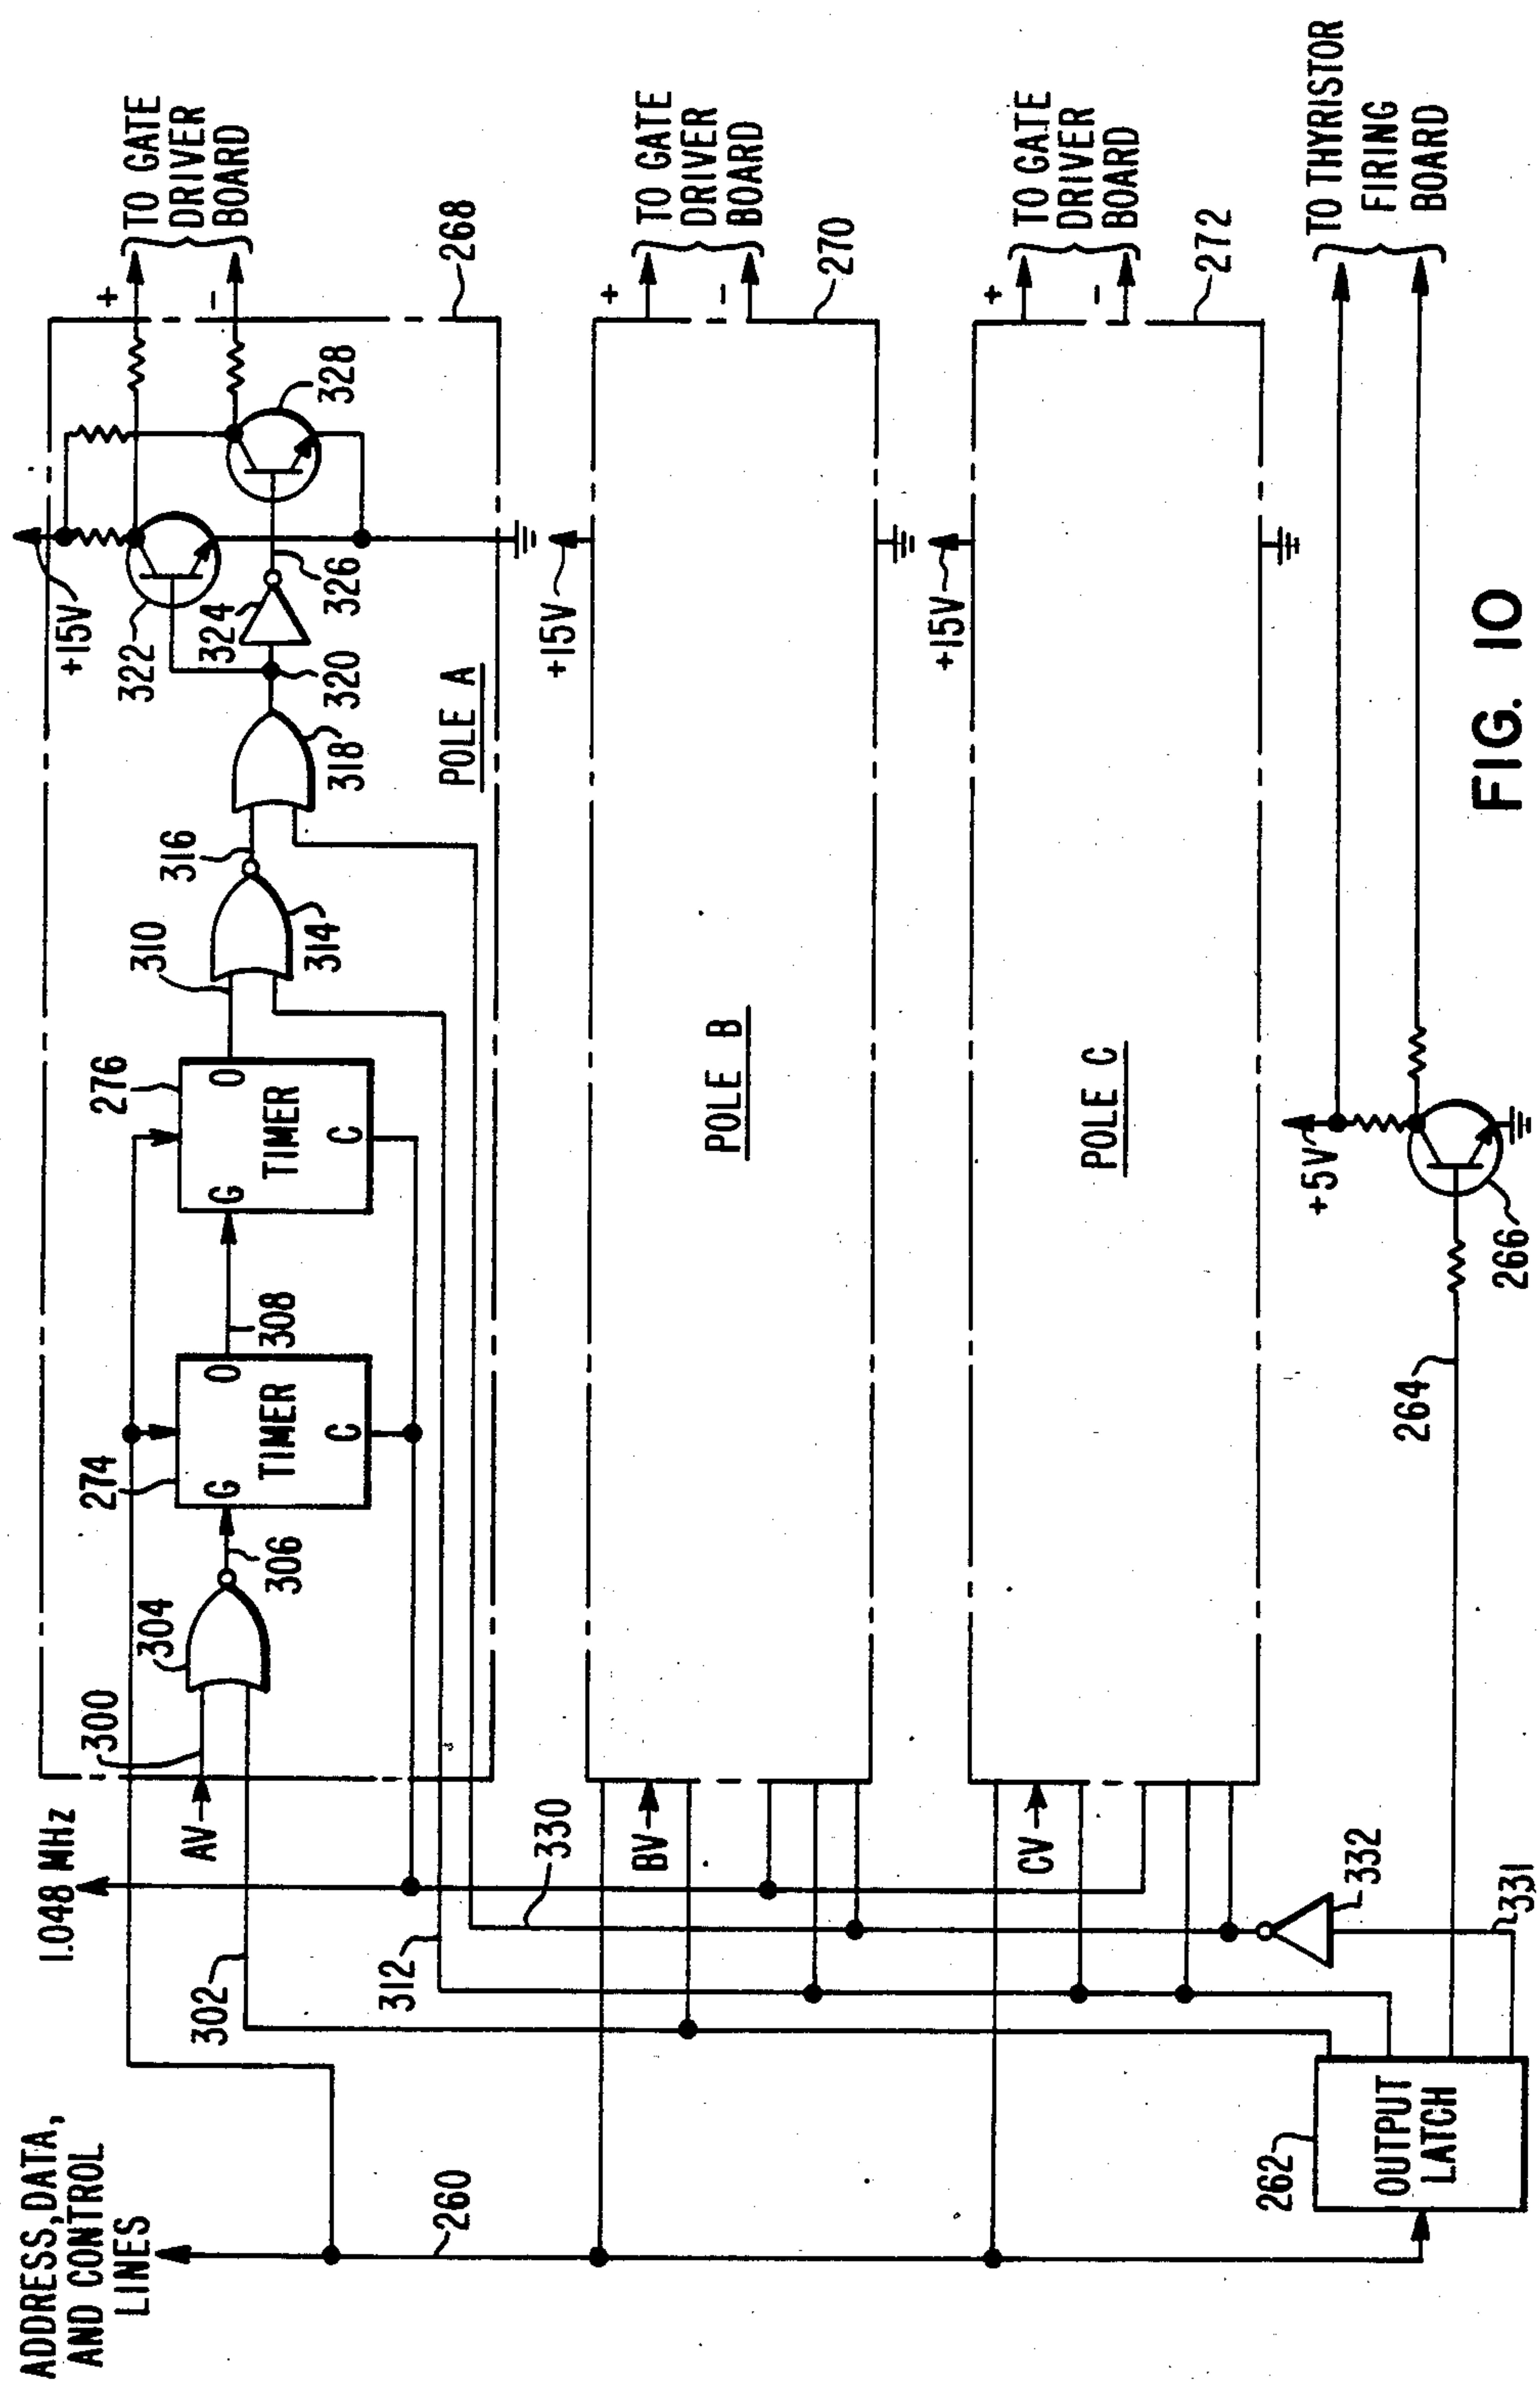 ADDRESS, DATA,
AND CONTROL
LINES
260
1.048 MHz
302
312
330
AV
300
304
306
274
G
TIMER
O
C
308
276
G
TIMER
O
C
310
314
316
318
320
322
324
326
328
+15V
POLE A
+
-
TO GATE
DRIVER
BOARD
268
BV
POLE B
+15V
+
-
TO GATE
DRIVER
BOARD
270
CV
POLE C
+15V
+
-
TO GATE
DRIVER
BOARD
272
262
OUTPUT
LATCH
331
332
264
266
+5V
TO THYRISTOR
FIRING
BOARD
FIG. 10